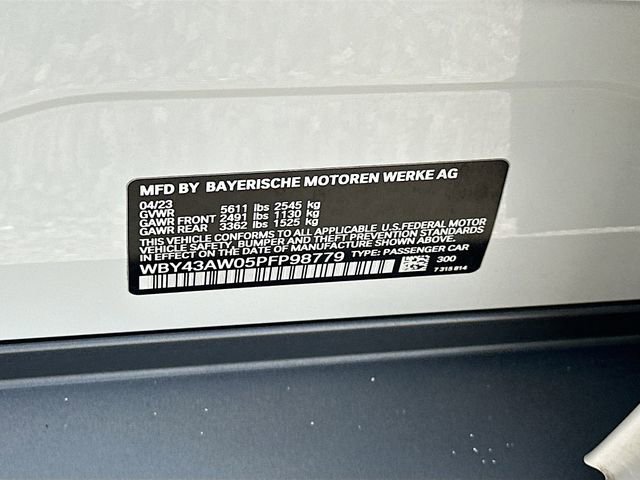 MFD BY BAYERISCHE MOTOREN WERKE AG
04/23
GVWR 5611 lbs 2545 kg
GAWR FRONT 2491 lbs 1130 kg
GAWR REAR 3362 lbs 1525 kg
THIS VEHICLE CONFORMS TO ALL APPLICABLE U.S.FEDERAL MOTOR
VEHICLE SAFETY, BUMPER AND THEFT PREVENTION STANDARDS
IN EFFECT ON THE DATE OF MANUFACTURE SHOWN ABOVE.
WBY43AW05PFP98779 TYPE: PASSENGER CAR
300
7 315 814